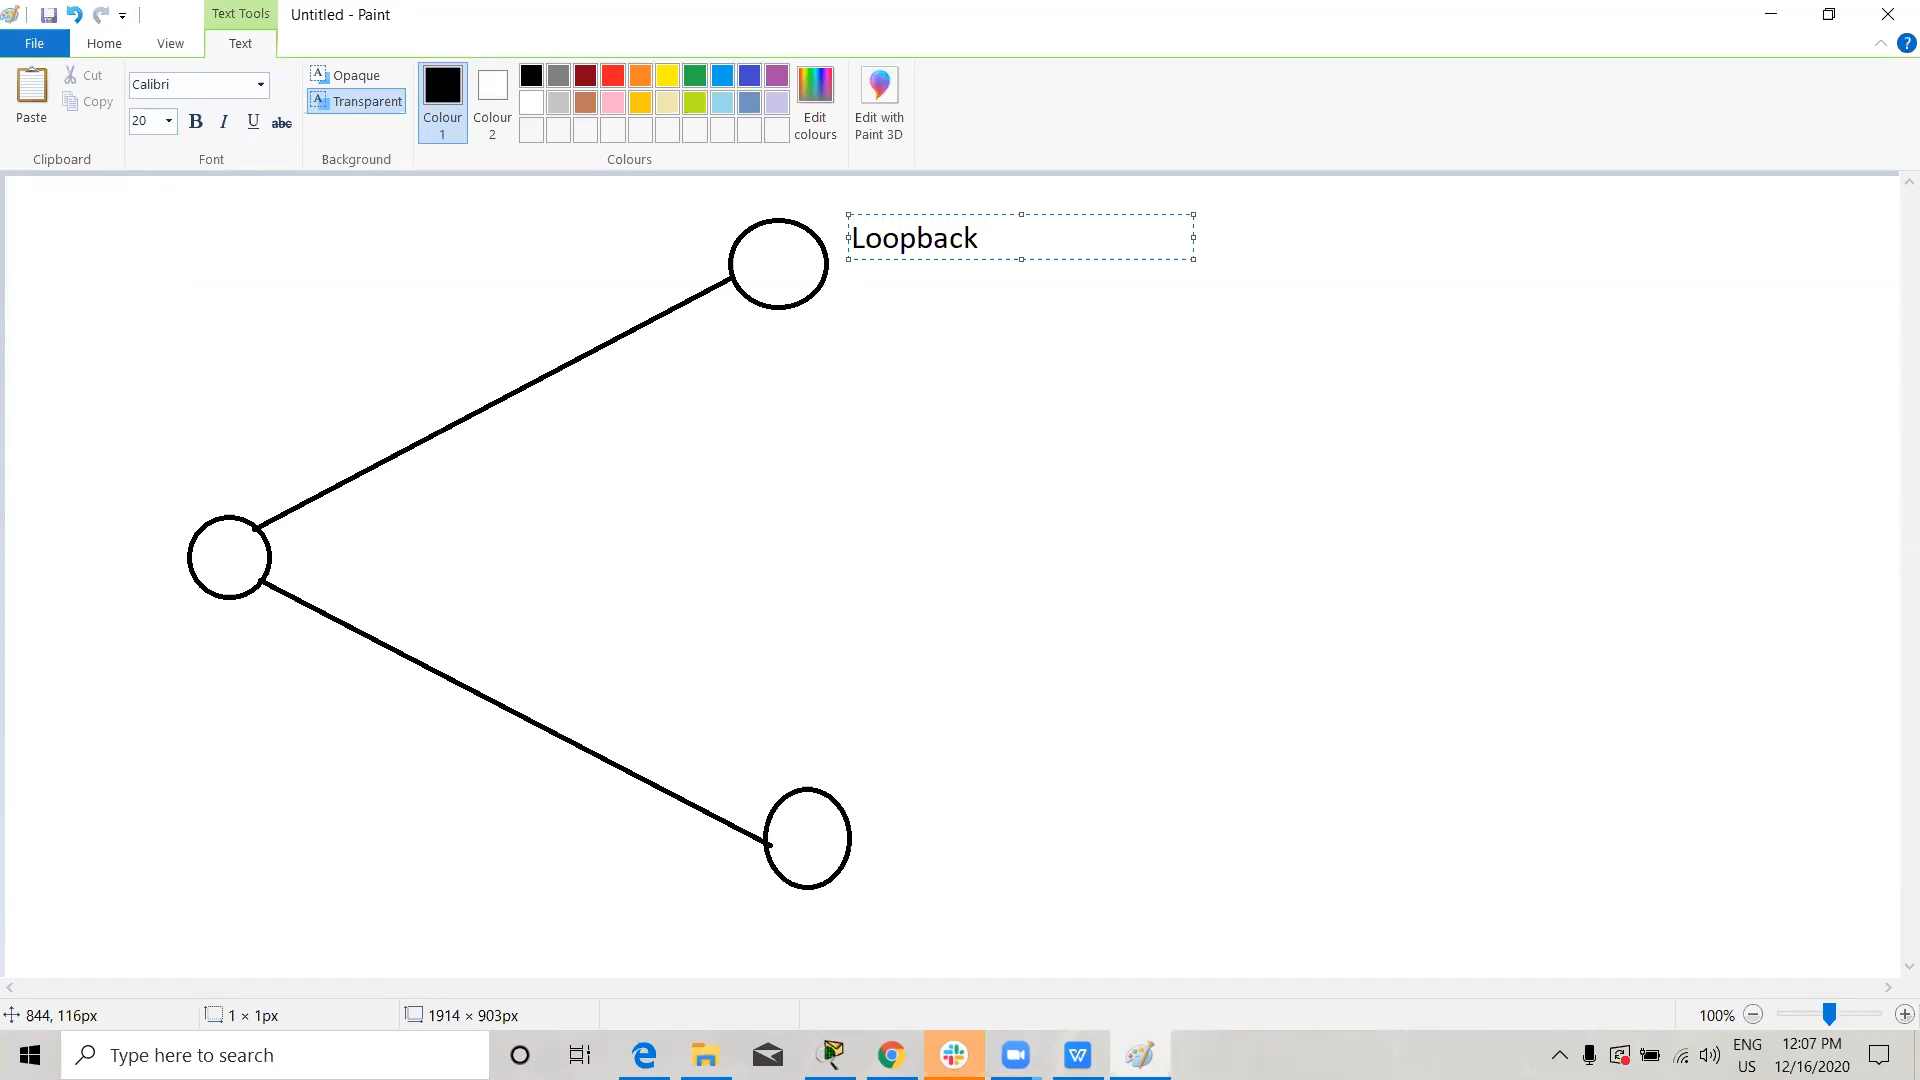 Text Tools
Untitled - Paint
File
Home
View
Text
Paste
Cut
Copy
Clipboard
Calibri
20
B I U abc
Font
Opaque
Transparent
Background
Colour 1
Colour 2
Edit colours
Colours
Edit with Paint 3D
Loopback
844, 116px
1 × 1px
1914 × 903px
100%
Type here to search
ENG
US
12:07 PM
12/16/2020